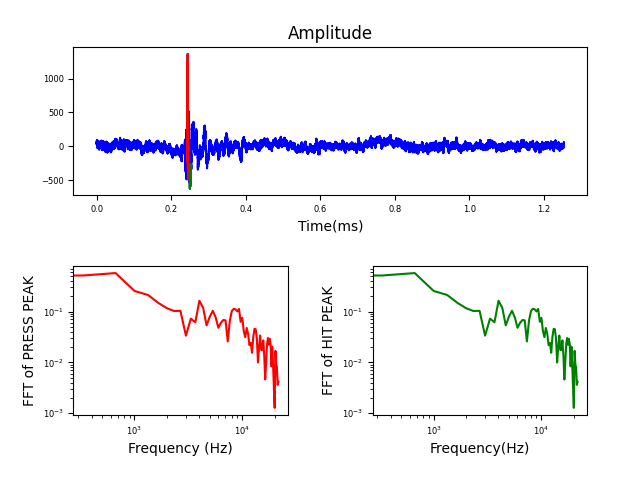 Amplitude
1000
500
0
−500
0.0 0.2 0.4 0.6 0.8 1.0 1.2
Time(ms)
FFT of PRESS PEAK
10⁻¹
10⁻²
10⁻³
10³ 10⁴
Frequency (Hz)
FFT of HIT PEAK
10⁻¹
10⁻²
10⁻³
10³ 10⁴
Frequency(Hz)